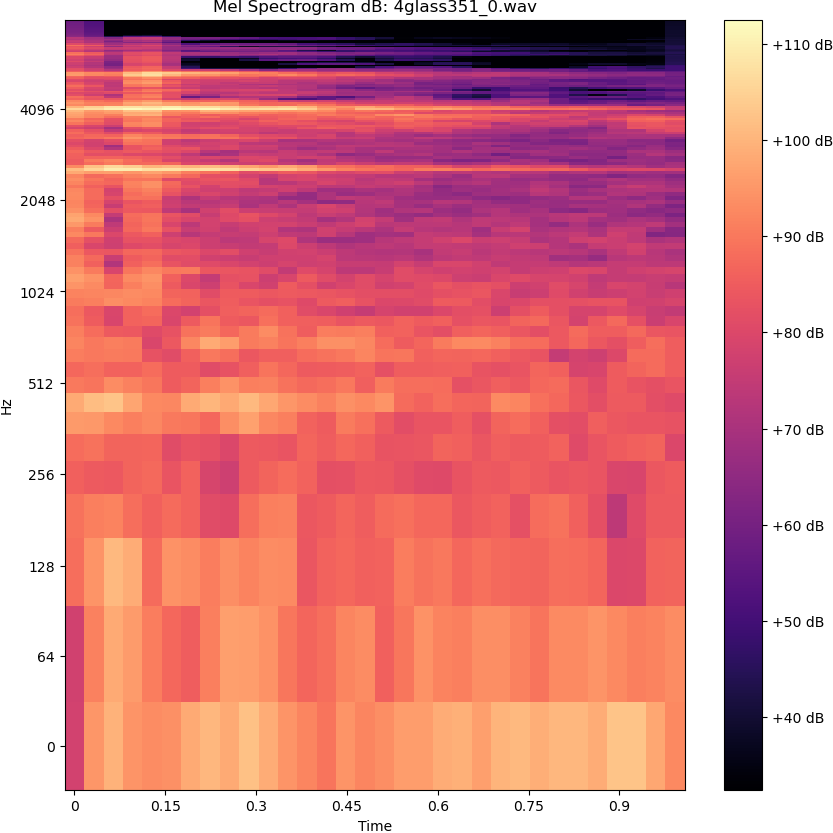 Mel Spectrogram dB: 4glass351_0.wav
+110 dB
4096
+100 dB
2048
+90 dB
1024
+80 dB
512
Hz
+70 dB
256
+60 dB
128
+50 dB
64
+40 dB
0
0 0.15 0.3 0.45 0.6 0.75 0.9
Time